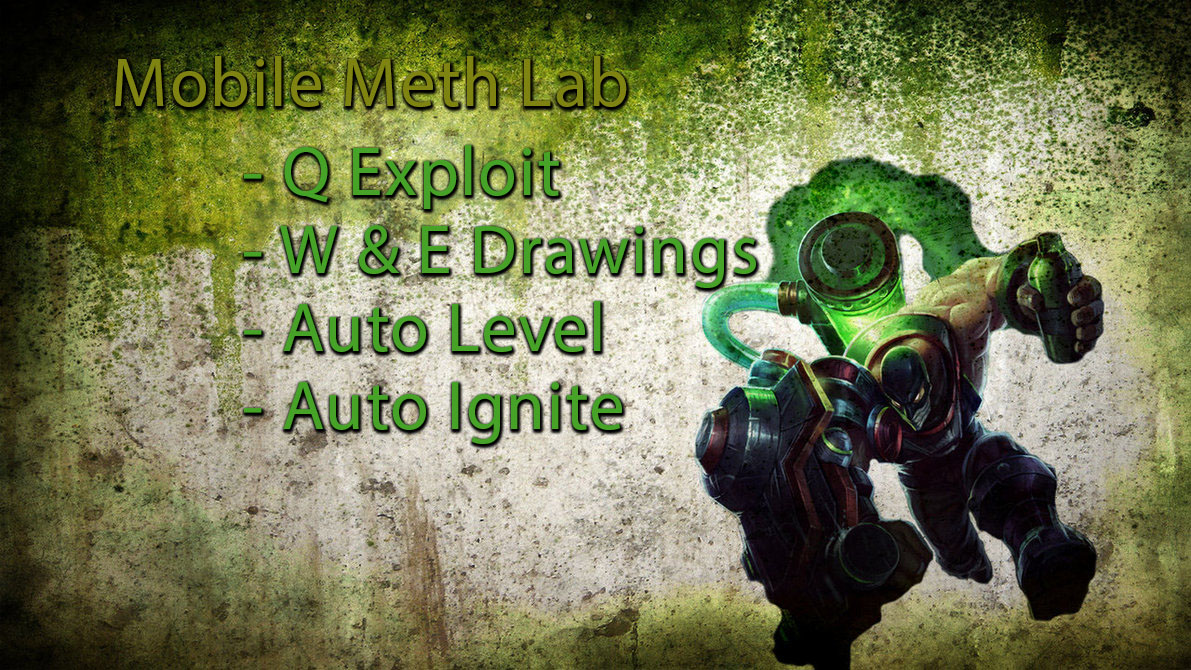 Mobile Meth Lab
- Q Exploit
- W & E Drawings
- Auto Level
- Auto Ignite